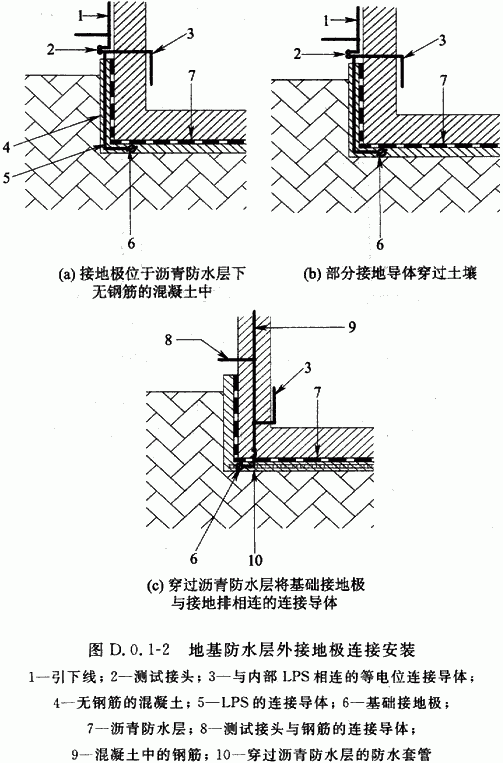 1
2
3
7
4
5
6
(a) 接地极位于沥青防水层下
无钢筋的混凝土中
1
2
3
7
6
(b) 部分接地导体穿过土壤
8
9
3
7
6
10
(c) 穿过沥青防水层将基础接地极
与接地排相连的连接导体
图 D.0.1-2 地基防水层外接地极连接安装
1—引下线；2—测试接头；3—与内部 LPS 相连的等电位连接导体；
4—无钢筋的混凝土；5—LPS 的连接导体；6—基础接地极；
7—沥青防水层；8—测试接头与钢筋的连接导体；
9—混凝土中的钢筋；10—穿过沥青防水层的防水套管